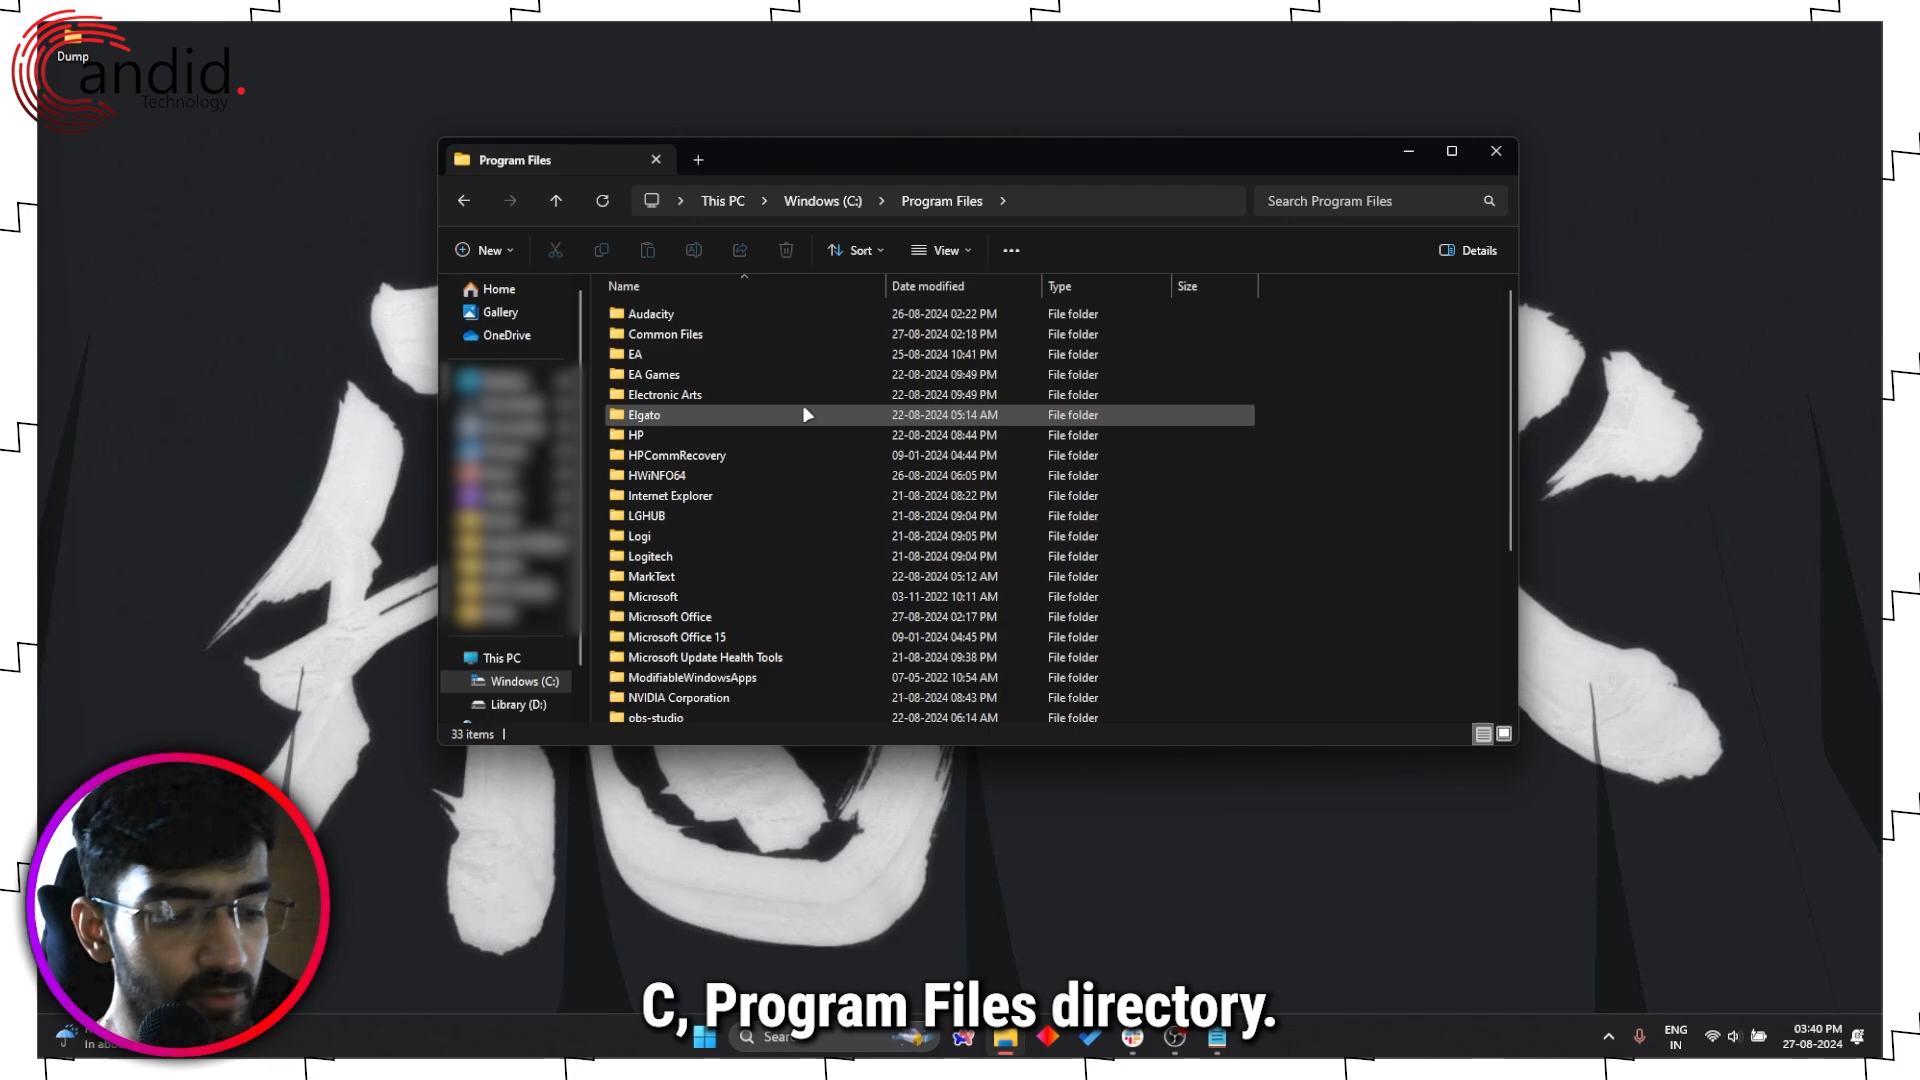 Dump
Candid.
Technology
Program Files
This PC
Windows (C:)
Program Files
Search Program Files
New
Sort
View
Details
Name
Date modified
Type
Size
Home
Gallery
OneDrive
This PC
Windows (C:)
Library (D:)
Audacity 26-08-2024 02:22 PM File folder
Common Files 27-08-2024 02:18 PM File folder
EA 25-08-2024 10:41 PM File folder
EA Games 22-08-2024 09:49 PM File folder
Electronic Arts 22-08-2024 09:49 PM File folder
Elgato 22-08-2024 05:14 AM File folder
HP 22-08-2024 08:44 PM File folder
HPCommRecovery 09-01-2024 04:44 PM File folder
HWiNFO64 26-08-2024 06:05 PM File folder
Internet Explorer 21-08-2024 08:22 PM File folder
LGHUB 21-08-2024 09:04 PM File folder
Logi 21-08-2024 09:05 PM File folder
Logitech 21-08-2024 09:04 PM File folder
MarkText 22-08-2024 05:12 AM File folder
Microsoft 03-11-2022 10:11 AM File folder
Microsoft Office 27-08-2024 02:17 PM File folder
Microsoft Office 15 09-01-2024 04:45 PM File folder
Microsoft Update Health Tools 21-08-2024 09:38 PM File folder
ModifiableWindowsApps 07-05-2022 10:54 AM File folder
NVIDIA Corporation 21-08-2024 08:43 PM File folder
obs-studio 22-08-2024 06:14 AM File folder
33 items
C, Program Files directory.
ENG
IN
03:40 PM
27-08-2024